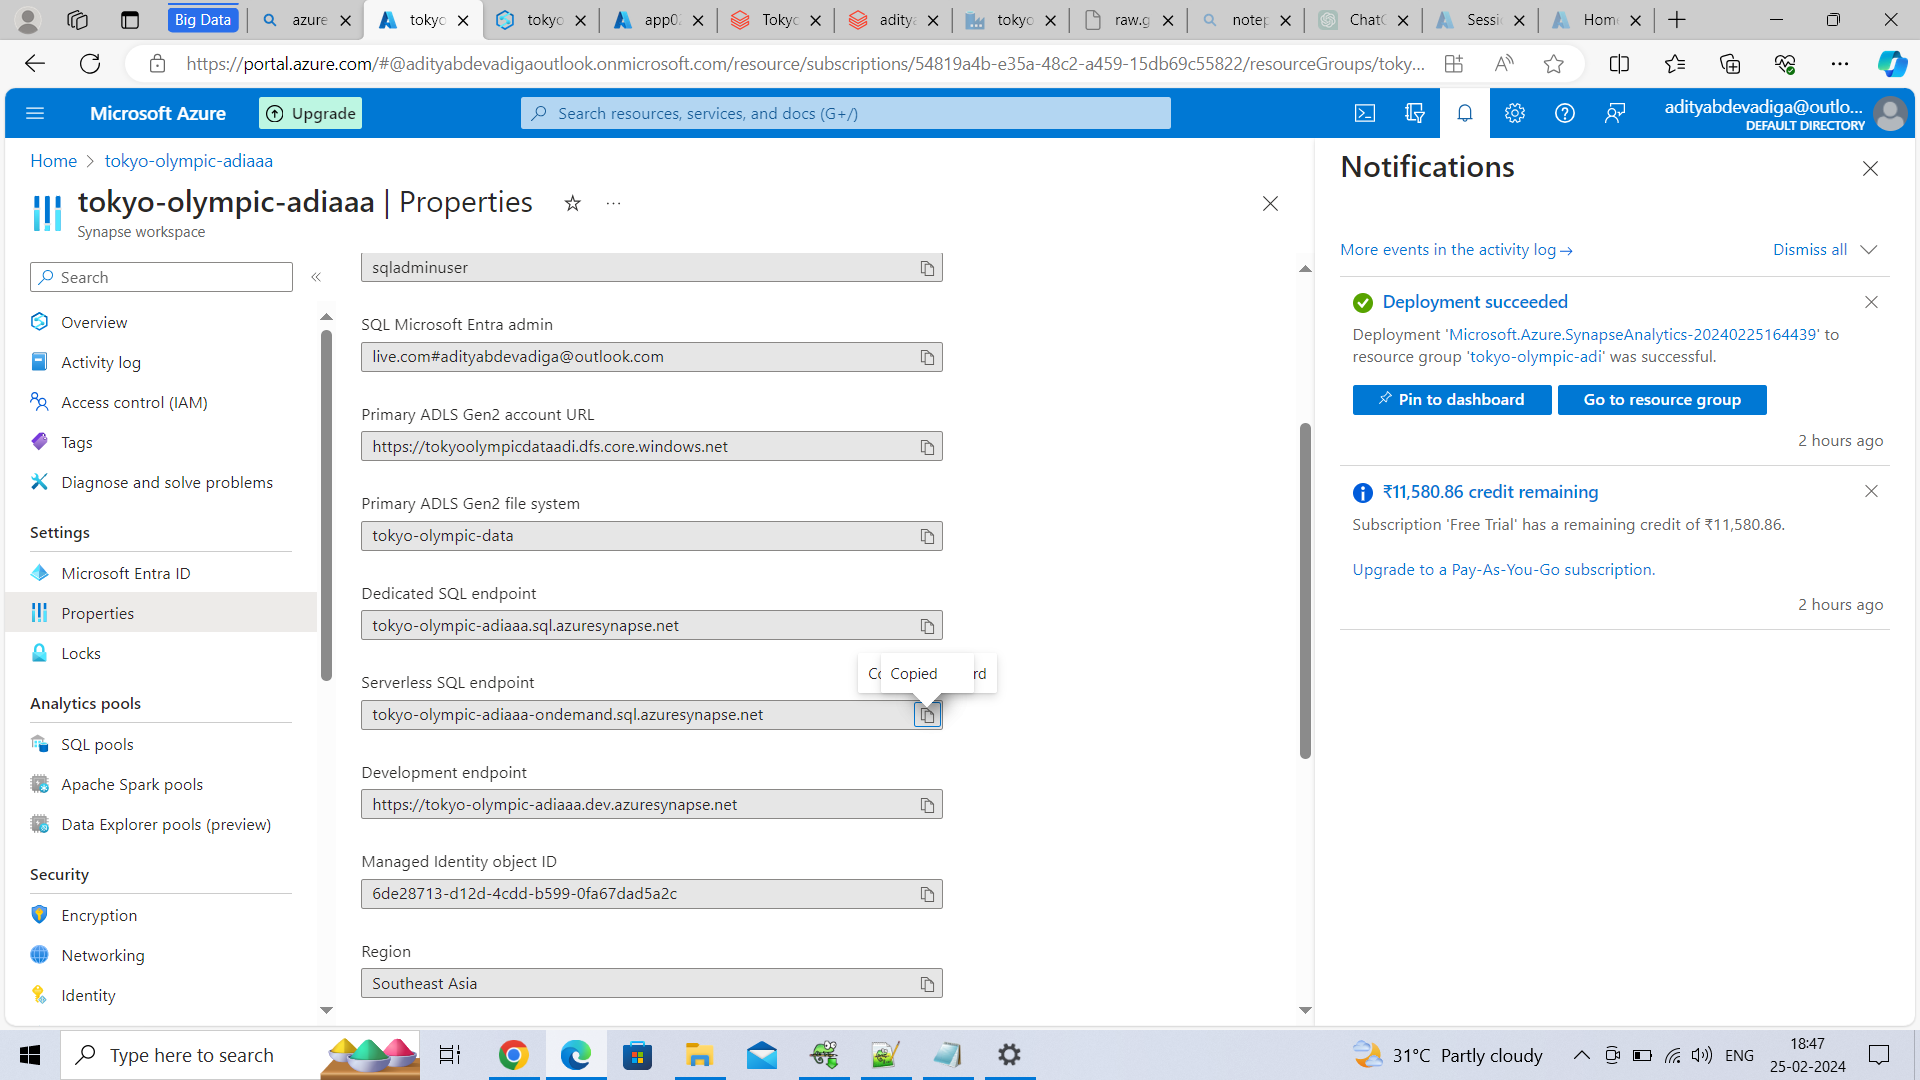 Big Data
azure
tokyo
tokyo
app02
Tokyo
aditya
tokyo
raw.g
notep
ChatG
Sessi
Home
https://portal.azure.com/#@adityabdevadigaoutlook.onmicrosoft.com/resource/subscriptions/54819a4b-e35a-48c2-a459-15db69c55822/resourceGroups/toky...
Microsoft Azure
Upgrade
Search resources, services, and docs (G+/)
adityabdevadiga@outlo...
DEFAULT DIRECTORY
Home > tokyo-olympic-adiaaa
tokyo-olympic-adiaaa | Properties
Synapse workspace
Search
Overview
Activity log
Access control (IAM)
Tags
Diagnose and solve problems
Settings
Microsoft Entra ID
Properties
Locks
Analytics pools
SQL pools
Apache Spark pools
Data Explorer pools (preview)
Security
Encryption
Networking
Identity
sqladminuser
SQL Microsoft Entra admin
live.com#adityabdevadiga@outlook.com
Primary ADLS Gen2 account URL
https://tokyoolympicdataadi.dfs.core.windows.net
Primary ADLS Gen2 file system
tokyo-olympic-data
Dedicated SQL endpoint
tokyo-olympic-adiaaa.sql.azuresynapse.net
Copied
Serverless SQL endpoint
tokyo-olympic-adiaaa-ondemand.sql.azuresynapse.net
Development endpoint
https://tokyo-olympic-adiaaa.dev.azuresynapse.net
Managed Identity object ID
6de28713-d12d-4cdd-b599-0fa67dad5a2c
Region
Southeast Asia
Notifications
More events in the activity log →
Dismiss all
Deployment succeeded
Deployment 'Microsoft.Azure.SynapseAnalytics-20240225164439' to
resource group 'tokyo-olympic-adi' was successful.
Pin to dashboard
Go to resource group
2 hours ago
₹11,580.86 credit remaining
Subscription 'Free Trial' has a remaining credit of ₹11,580.86.
Upgrade to a Pay-As-You-Go subscription.
2 hours ago
Type here to search
31°C Partly cloudy
ENG
18:47
25-02-2024